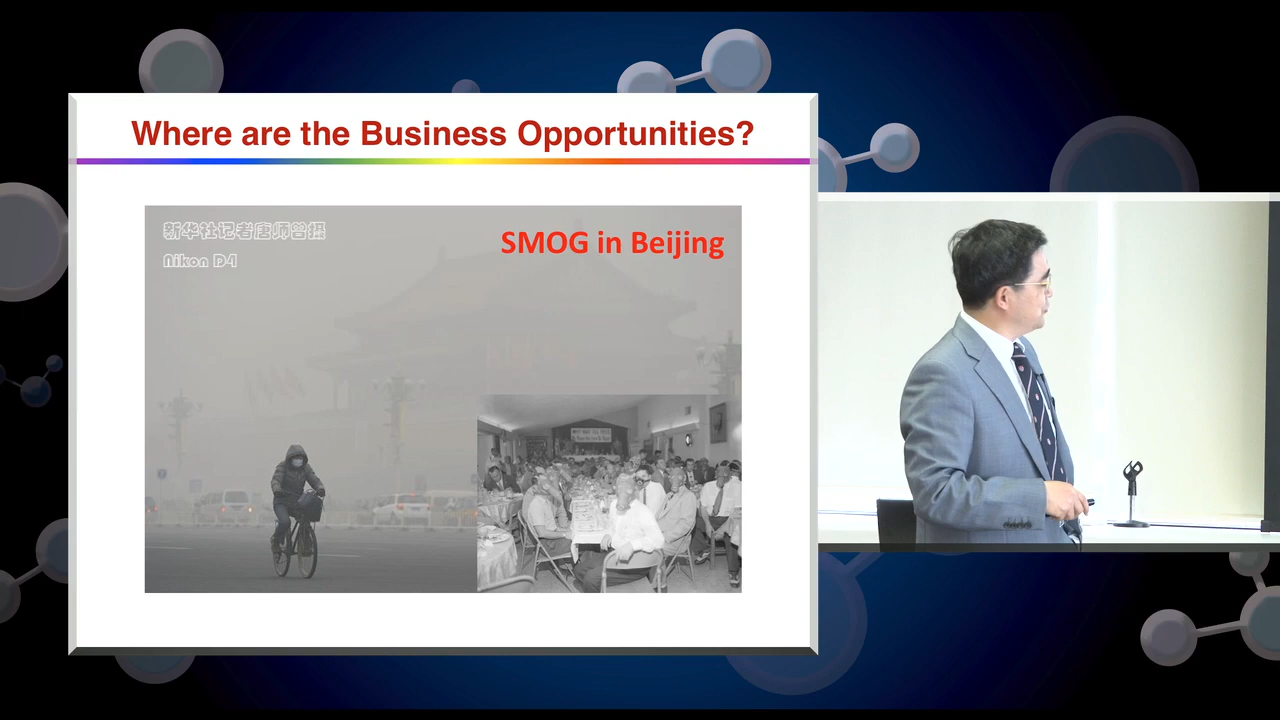 Where are the Business Opportunities?
新华社记者唐师曾摄
SMOG in Beijing
Nikon D4